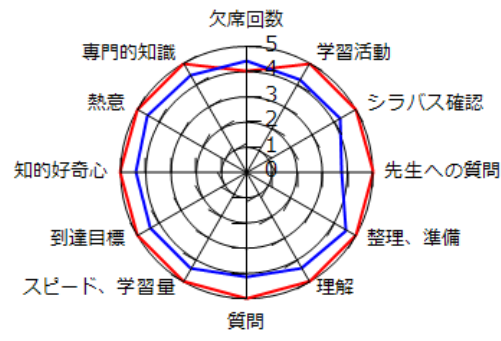 欠席回数
学習活動
シラバス確認
先生への質問
整理、準備
理解
質問
スピード、学習量
到達目標
知的好奇心
熱意
専門的知識
5
4
3
2
1
0